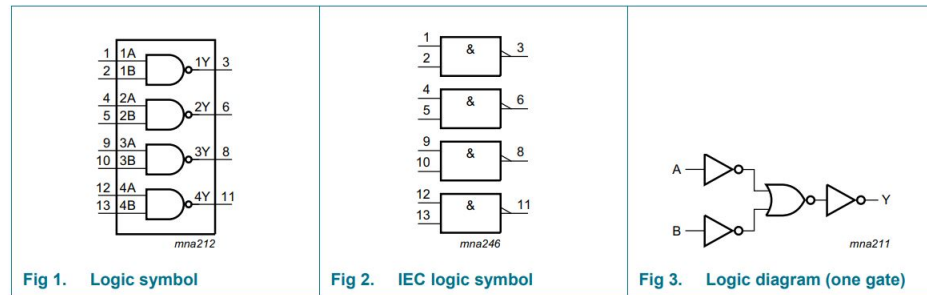 1 1A 1Y 3
2 1B
4 2A 2Y 6
5 2B
9 3A 3Y 8
10 3B
12 4A 4Y 11
13 4B
mna212
Fig 1. Logic symbol
1 & 3
2
4 & 6
5
9 & 8
10
12 & 11
13
mna246
Fig 2. IEC logic symbol
A
Y
B
mna211
Fig 3. Logic diagram (one gate)